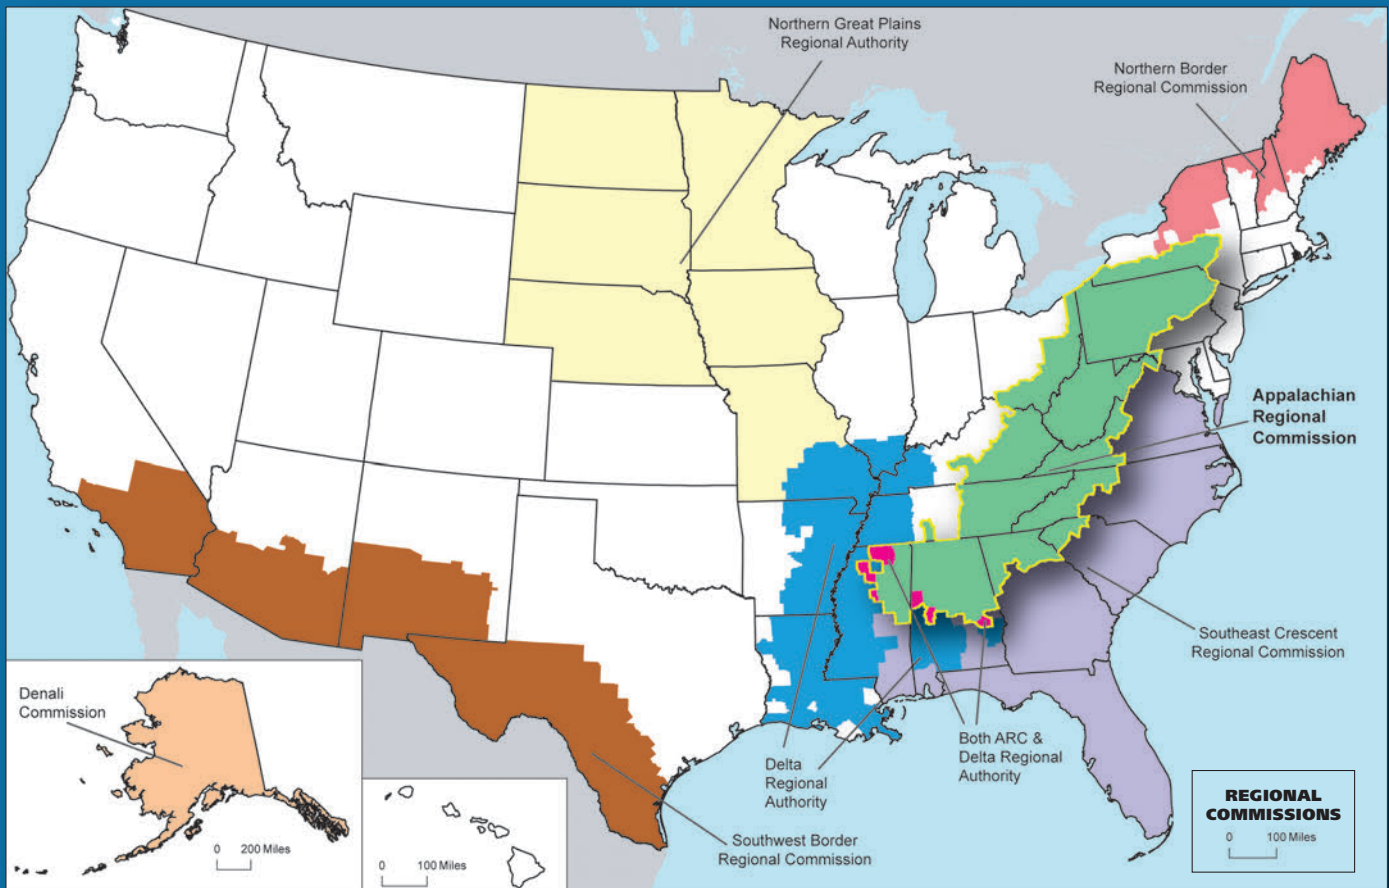 Northern Great Plains
Regional Authority
Northern Border
Regional Commission
Appalachian
Regional
Commission
Southeast Crescent
Regional Commission
Denali
Commission
Both ARC &
Delta Regional
Authority
Delta
Regional
Authority
Southwest Border
Regional Commission
REGIONAL
COMMISSIONS
0 100 Miles
0 200 Miles
0 100 Miles